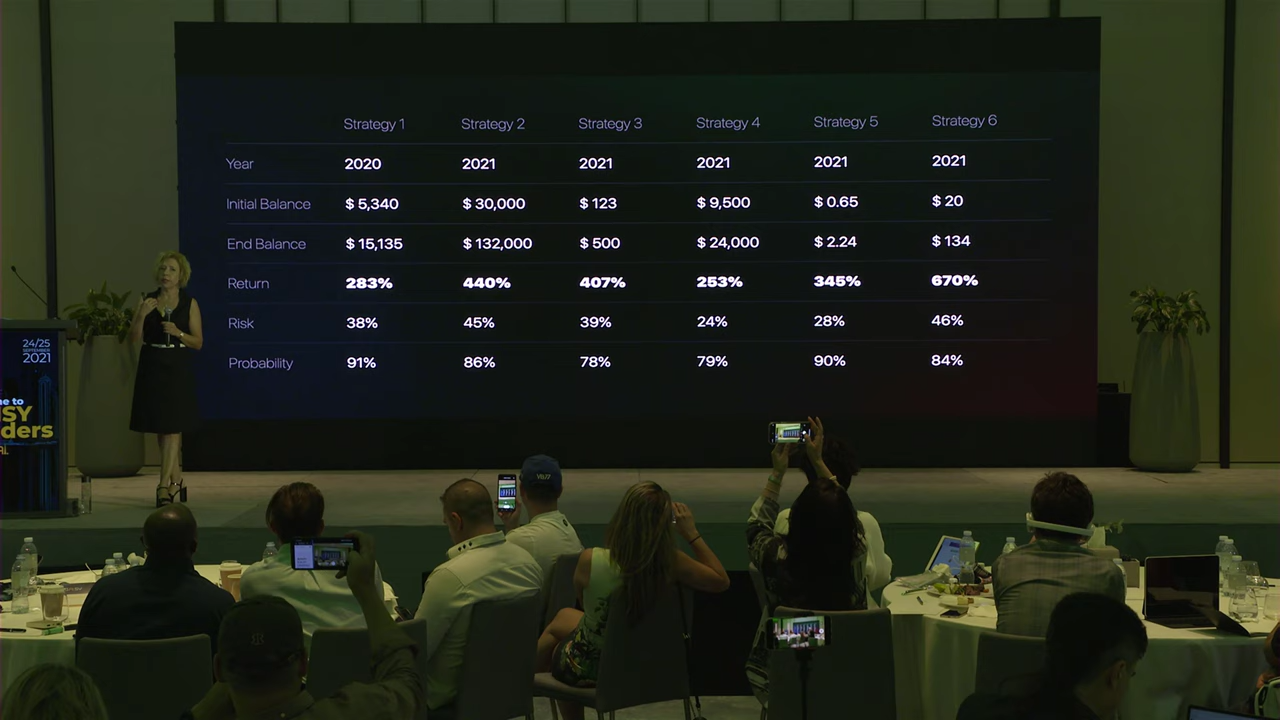 Strategy 1 Strategy 2 Strategy 3 Strategy 4 Strategy 5 Strategy 6
Year 2020 2021 2021 2021 2021 2021
Initial Balance $ 5,340 $ 30,000 $ 123 $ 9,500 $ 0.65 $ 20
End Balance $ 15,135 $ 132,000 $ 500 $ 24,000 $ 2.24 $ 134
Return 283% 440% 407% 253% 345% 670%
Risk 38% 45% 39% 24% 28% 46%
Probability 91% 86% 78% 79% 90% 84%
24/25
SEPTEMBER
2021
to